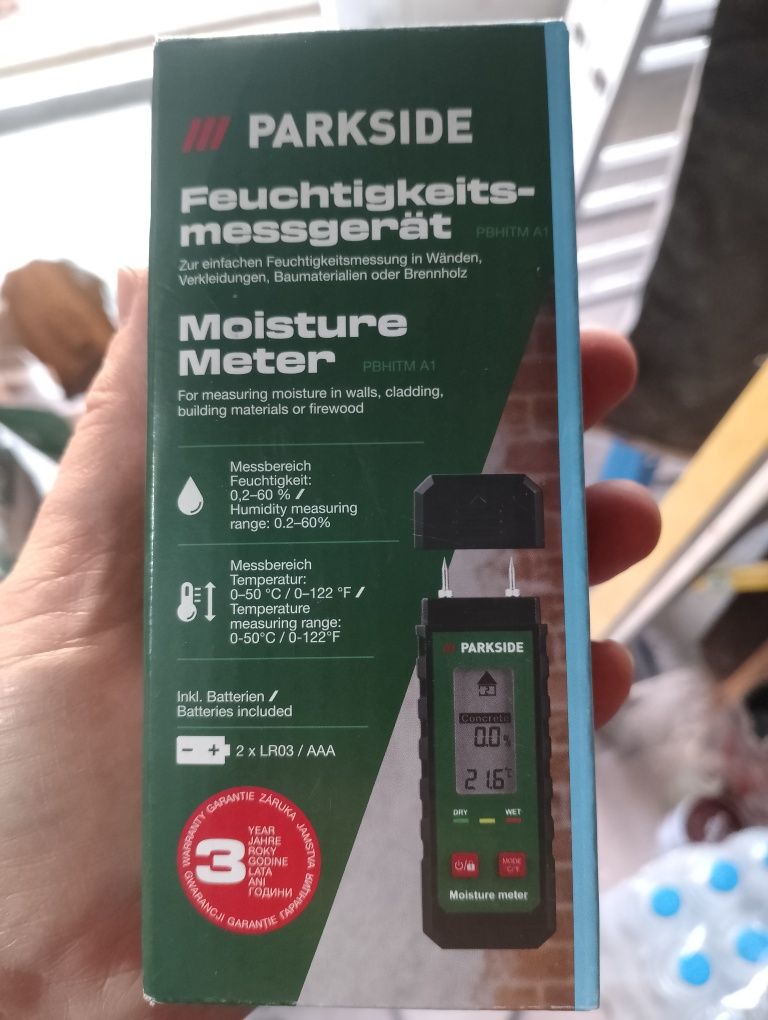 PARKSIDE
Feuchtigkeits-
messgerät PBHITM A1
Zur einfachen Feuchtigkeitsmessung in Wänden,
Verkleidungen, Baumaterialien oder Brennholz
Moisture
Meter PBHITM A1
For measuring moisture in walls, cladding,
building materials or firewood
Messbereich
Feuchtigkeit:
0,2–60 % /
Humidity measuring
range: 0.2–60%
Messbereich
Temperatur:
0–50 °C / 0–122 °F /
Temperature
measuring range:
0-50°C / 0-122°F
Inkl. Batterien /
Batteries included
- + 2 x LR03 / AAA
WARRANTY GARANTIE ZÁRUKA JAMSTVA
GWARANCJI GARANȚIE ГАРАНЦИЯ
3
YEAR
JAHRE
ROKY
GODINE
LATA
ANI
ГОДИНИ
PARKSIDE
Concrete
0.0 %
21.6 °C
DRY WET
MODE
°C/°F
Moisture meter